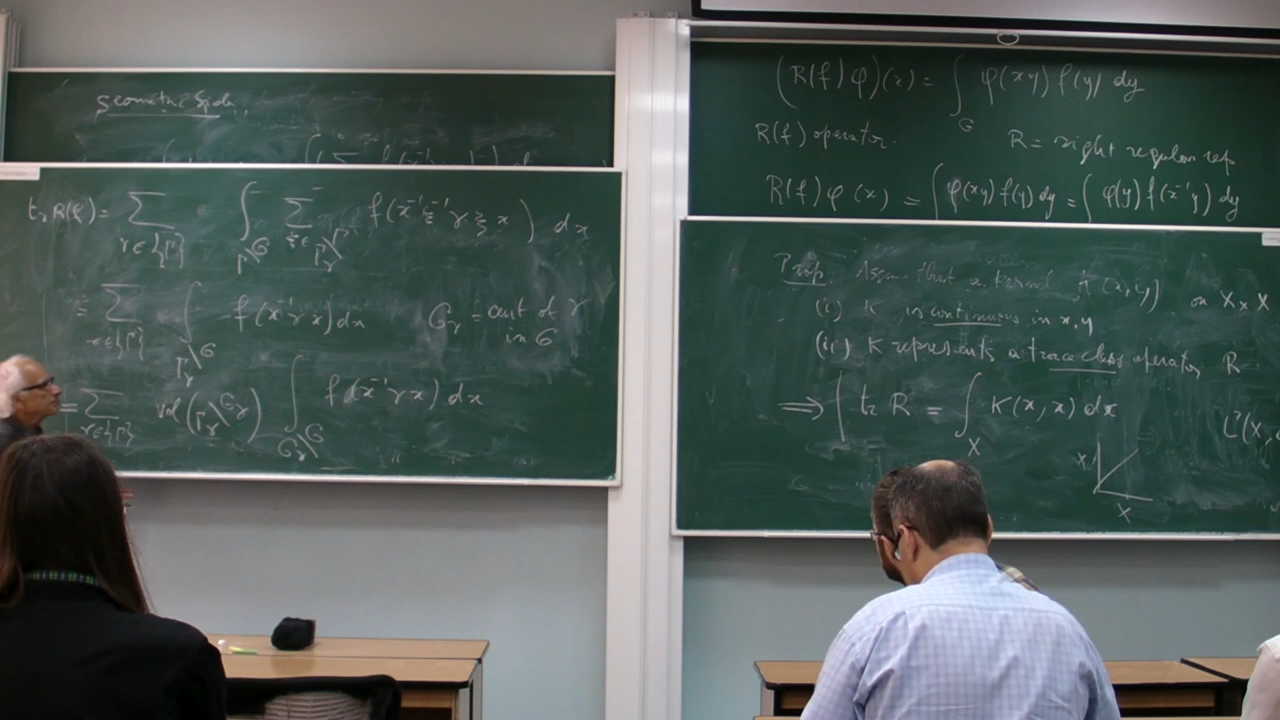 geometric side.
tr R(f) = ∑_{γ∈{Γ}} ∫_{Γ\G} ∑_{ξ∈Γ_γ\Γ} f(x⁻¹ξ⁻¹γξx) dx
= ∑_{γ∈{Γ}} ∫_{Γ_γ\G} f(x⁻¹γx) dx G_γ = cent of γ
in G
= ∑_{γ∈{Γ}} vol(Γ_γ\G_γ) ∫_{G_γ\G} f(x⁻¹γx) dx
(R(f)φ)(x) = ∫_G φ(xy) f(y) dy
R(f) operator.
R = right regular rep
R(f)φ(x) = ∫ φ(xy) f(y) dy = ∫ φ(y) f(x⁻¹y) dy
Prop. Assume that a kernel K(x,y) on X × X
(i) K is continuous in x, y
(ii) K represents a trace class operator R
⟹ tr R = ∫_X K(x,x) dx
L²(X,
X
X